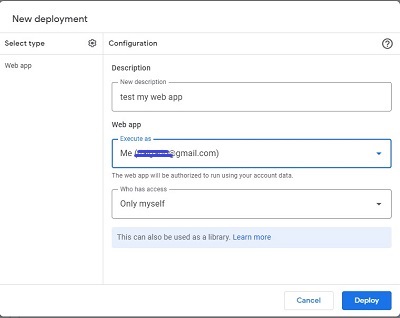 New deployment
Select type
Configuration
Web app
Description
New description
test my web app
Web app
Execute as
Me (@gmail.com)
The web app will be authorized to run using your account data.
Who has access
Only myself
This can also be used as a library. Learn more
Cancel
Deploy